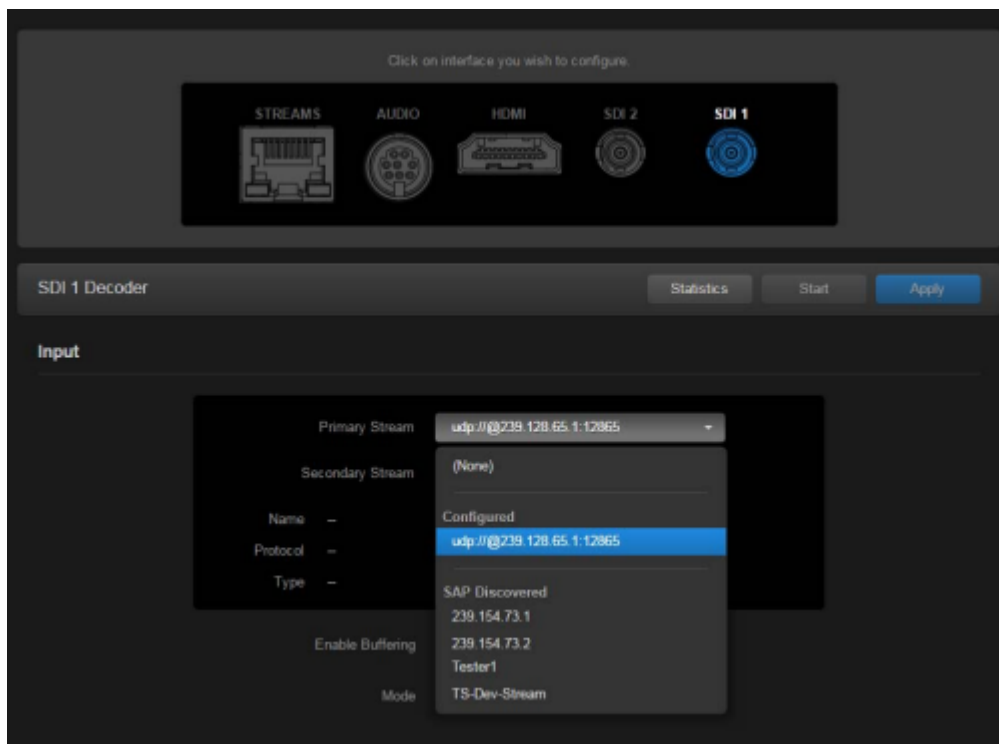 Click on interface you wish to configure.
STREAMS AUDIO HDMI SDI 2 SDI 1
SDI 1 Decoder Statistics Start Apply
Input
Primary Stream udp://@239.128.65.1:12865
Secondary Stream (None)
Name – Configured
udp://@239.128.65.1:12865
Protocol –
Type – SAP Discovered
239.154.73.1
Enable Buffering 239.154.73.2
Tester1
Mode TS-Dev-Stream